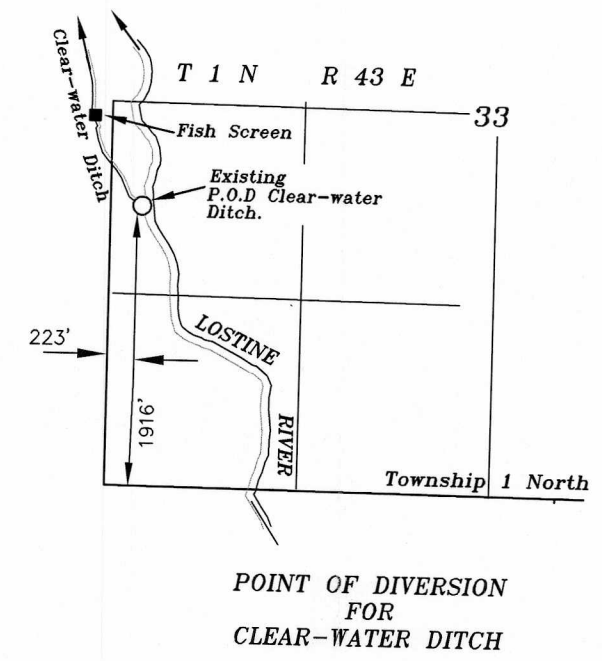 T 1 N R 43 E
33
Clear-water Ditch
Fish Screen
Existing
P.O.D Clear-water
Ditch.
LOSTINE
RIVER
223'
1916'
Township 1 North
POINT OF DIVERSION
FOR
CLEAR-WATER DITCH